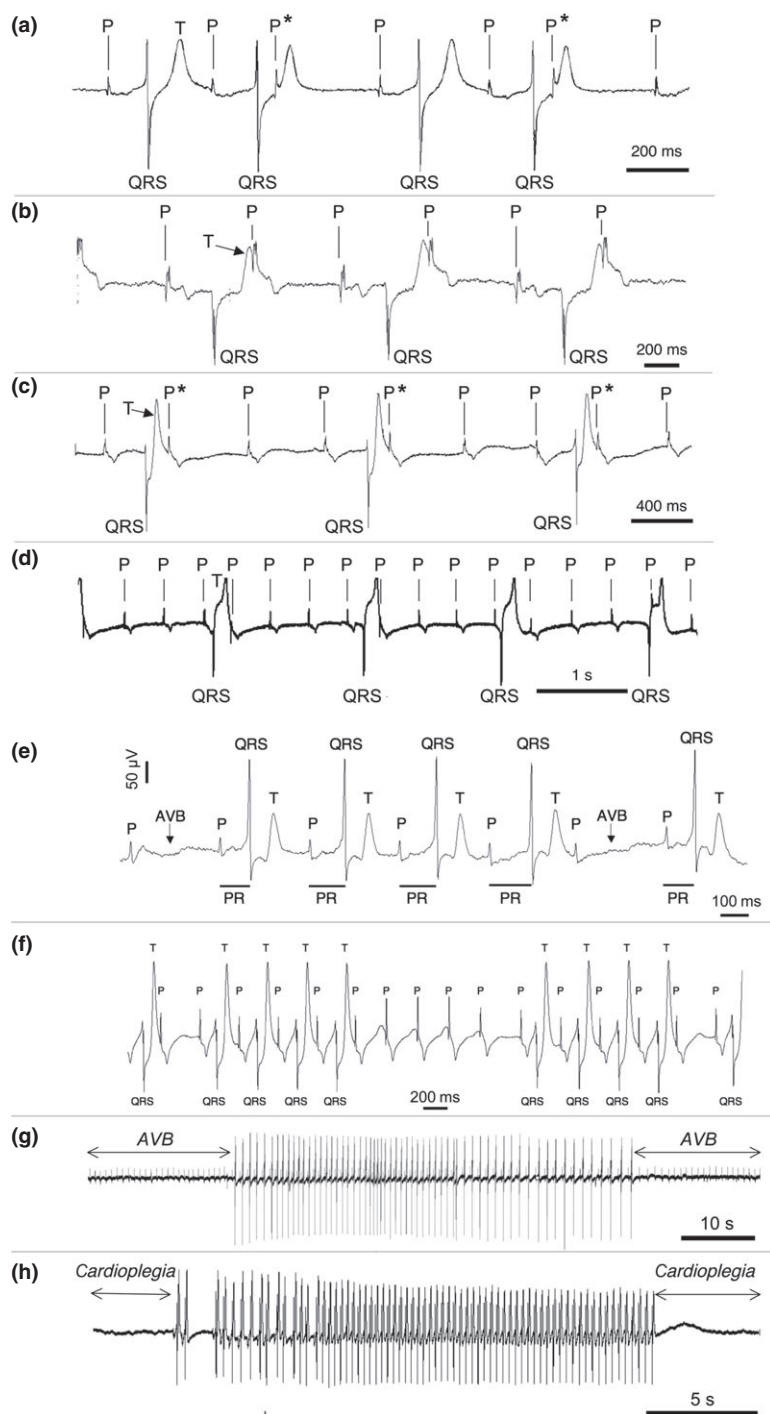 (a) P T P P* P P P* P
QRS QRS QRS QRS
200 ms
(b) P P P P P P
T
QRS QRS QRS
200 ms
(c) P P* P P P* P P P* P
T
QRS QRS QRS
400 ms
(d) P P P P P P P P P P P P P P P
T
QRS QRS QRS QRS
1 s
(e) 50 µV QRS QRS QRS QRS QRS
AVB T T T T AVB T
P P P P P P P
PR PR PR PR PR
100 ms
(f) T T T T T T T T T
P P P P P P P P P P P P P P P
QRS QRS QRS QRS QRS QRS QRS QRS QRS QRS
200 ms
(g) AVB AVB
10 s
(h) Cardioplegia Cardioplegia
5 s